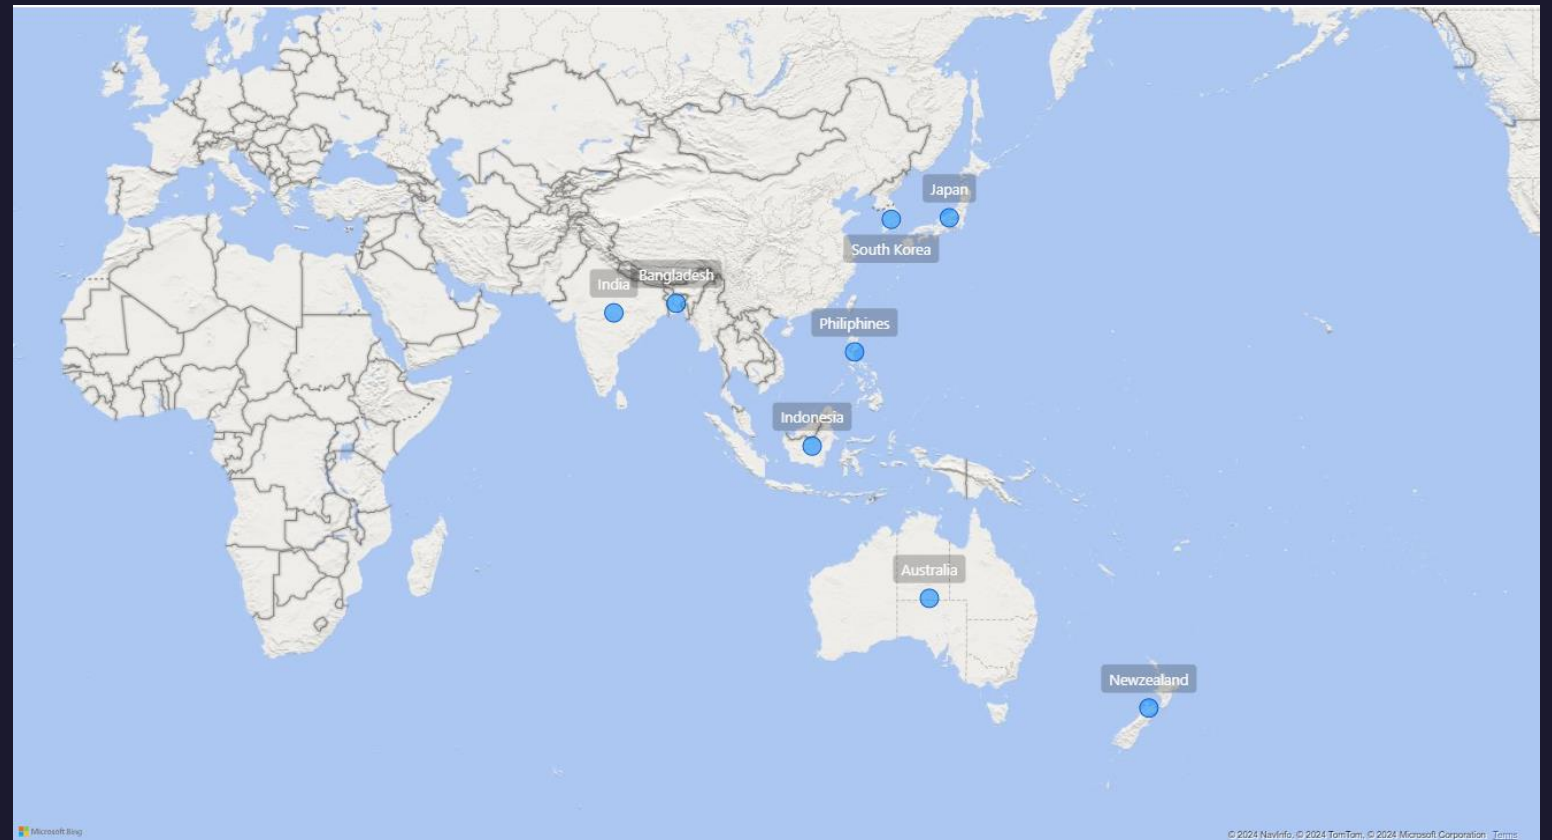 Japan
South Korea
India
Bangladesh
Philiphines
Indonesia
Australia
Newzealand
Microsoft Bing
© 2024 NavInfo, © 2024 TomTom, © 2024 Microsoft Corporation Terms